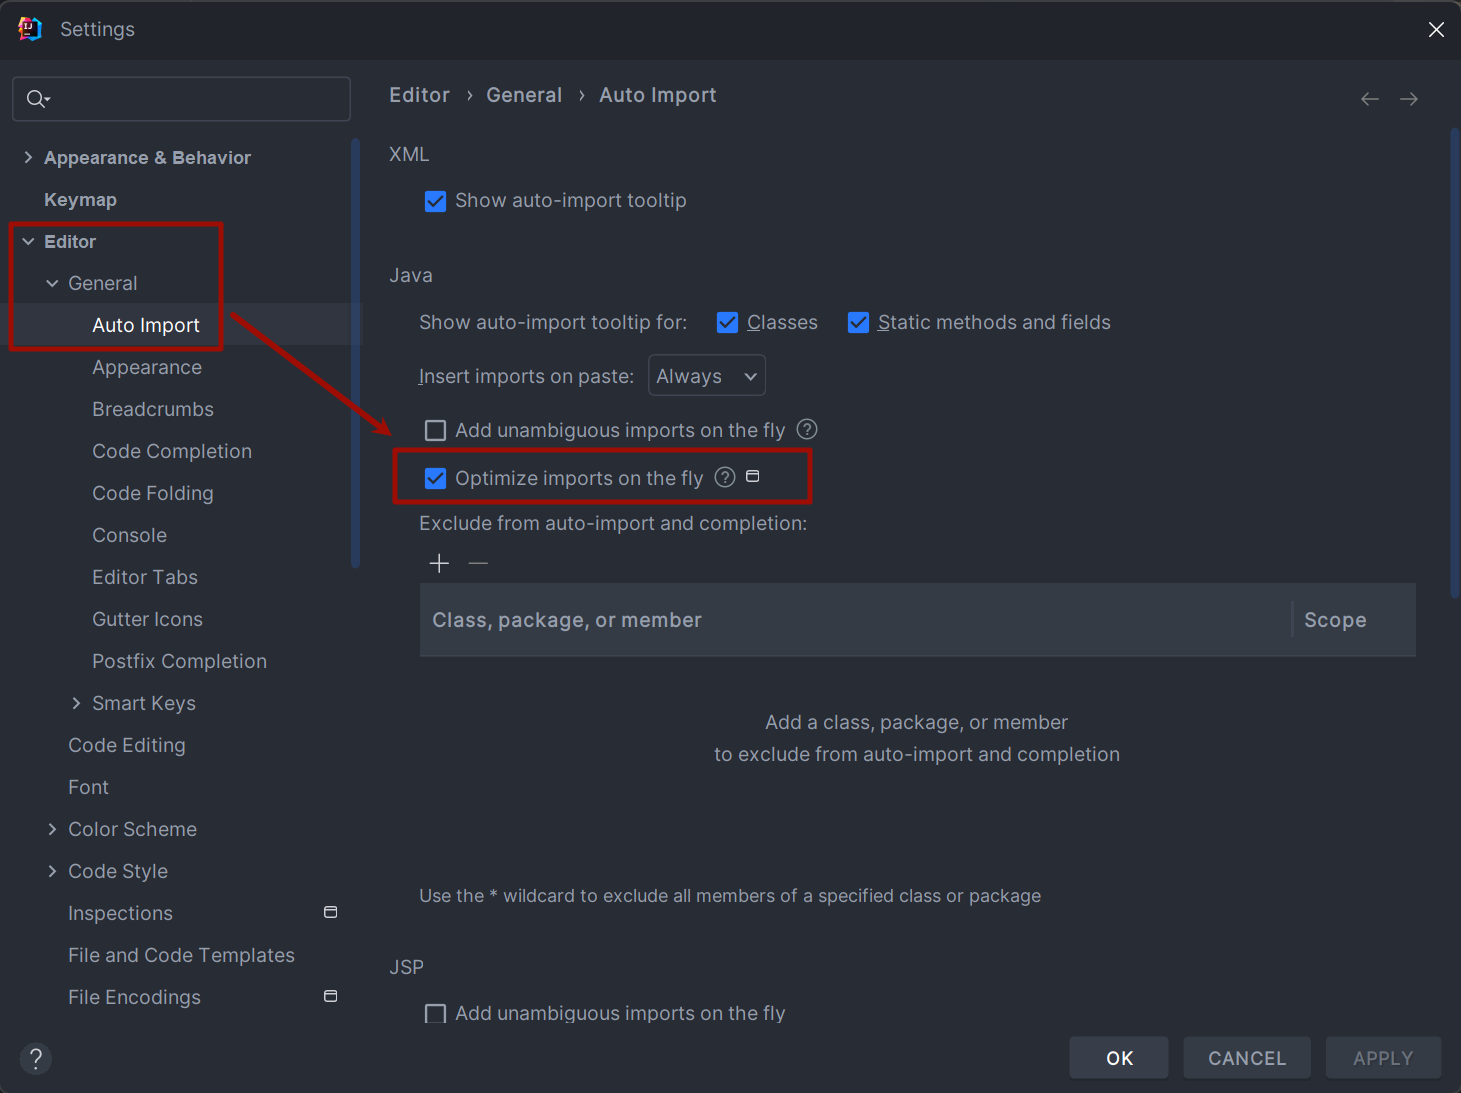 Settings
Appearance & Behavior
Keymap
Editor
General
Auto Import
Appearance
Breadcrumbs
Code Completion
Code Folding
Console
Editor Tabs
Gutter Icons
Postfix Completion
Smart Keys
Code Editing
Font
Color Scheme
Code Style
Inspections
File and Code Templates
File Encodings
?
Editor › General › Auto Import
XML
Show auto-import tooltip
Java
Show auto-import tooltip for: Classes Static methods and fields
Insert imports on paste: Always
Add unambiguous imports on the fly ?
Optimize imports on the fly ?
Exclude from auto-import and completion:
Class, package, or member Scope
Add a class, package, or member
to exclude from auto-import and completion
Use the * wildcard to exclude all members of a specified class or package
JSP
Add unambiguous imports on the fly
OK CANCEL APPLY